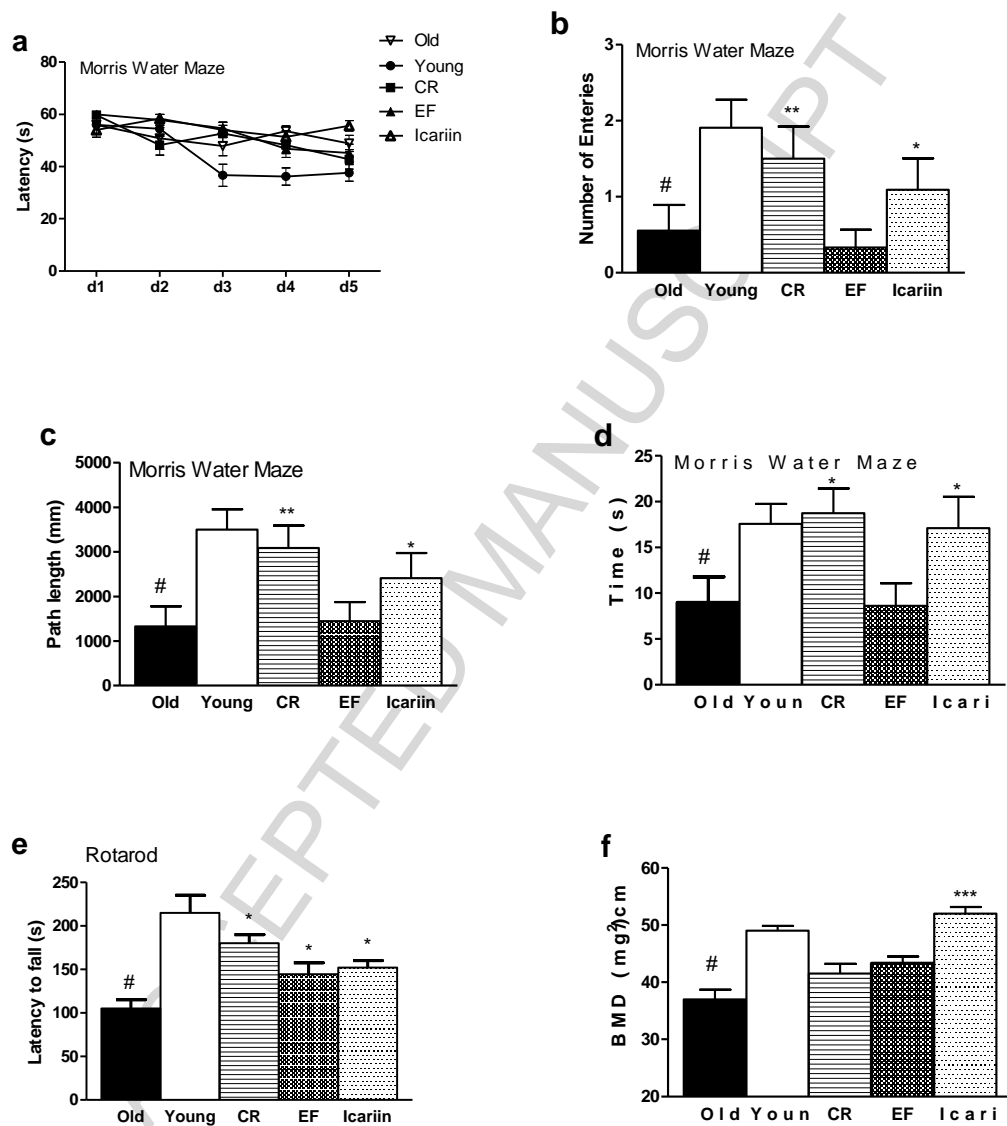 a
Morris Water Maze
Old
Young
CR
EF
Icariin
Latency (s)
80
60
40
20
0
d1 d2 d3 d4 d5
b
Morris Water Maze
Number of Enteries
3
2
1
0
#
**
*
Old Young CR EF Icariin
c
Morris Water Maze
Path length (mm)
5000
4000
3000
2000
1000
0
#
**
*
Old Young CR EF Icariin
d
Morris Water Maze
Time (s)
25
20
15
10
5
0
#
*
*
Old Youn CR EF Icari
e
Rotarod
Latency to fall (s)
250
200
150
100
50
0
#
*
*
*
Old Young CR EF Icariin
f
BMD (mg²)cm
60
50
40
30
20
#
***
Old Youn CR EF Icari
ACCEPTED MANUSCRIPT